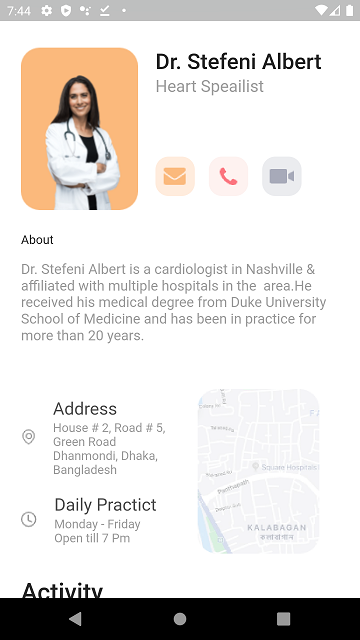 7:44
Dr. Stefeni Albert
Heart Speailist
About
Dr. Stefeni Albert is a cardiologist in Nashville &
affiliated with multiple hospitals in the  area.He
received his medical degree from Duke University
School of Medicine and has been in practice for
more than 20 years.
Address
House # 2, Road # 5,
Green Road
Dhanmondi, Dhaka,
Bangladesh
Square Hospitals
Panthapath
KALABAGAN
কলাবাগান
Daily Practict
Monday - Friday
Open till 7 Pm
Activity